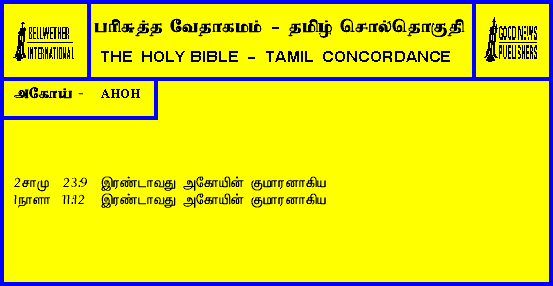 BELLWETHER
INTERNATIONAL
பரிசுத்த வேதாகமம் - தமிழ் சொல்தொகுதி
THE HOLY BIBLE - TAMIL CONCORDANCE
GOOD NEWS
PUBLISHERS
அகோய் - AHOH
2சாமு 23:9 இரண்டாவது அகோயின் குமாரனாகிய
1நாளா 11:12 இரண்டாவது அகோயின் குமாரனாகிய